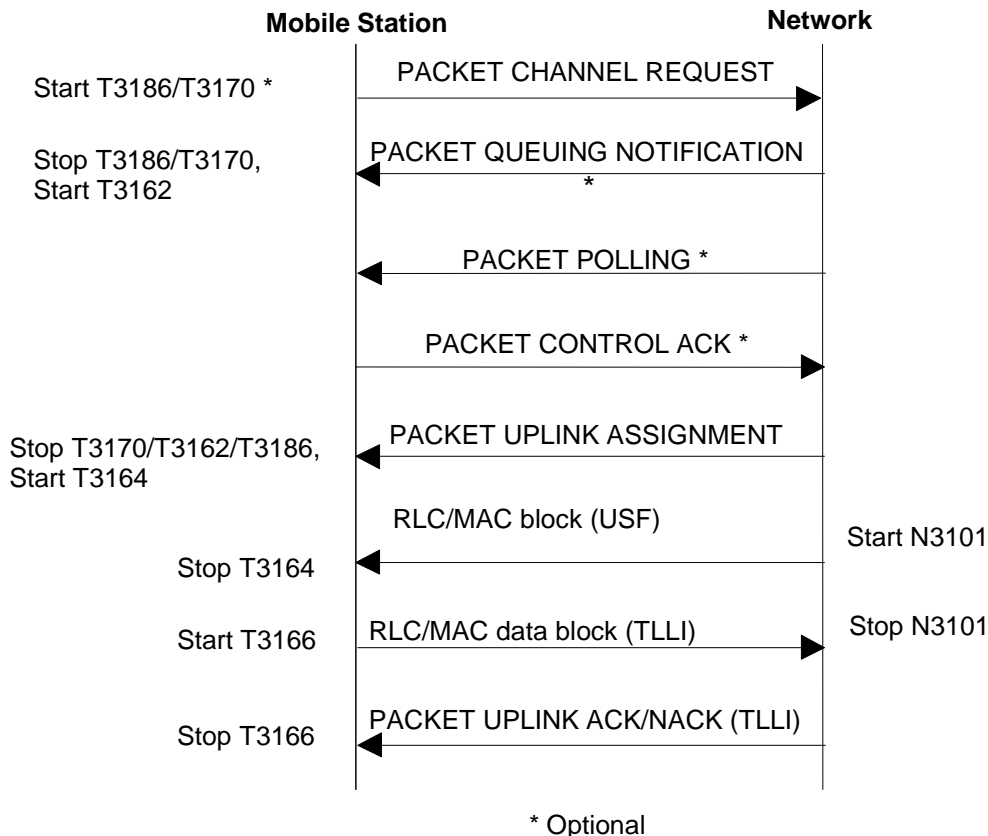 Mobile Station
Network
PACKET CHANNEL REQUEST
Start T3186/T3170 *
PACKET QUEUING NOTIFICATION
*
Stop T3186/T3170,
Start T3162
PACKET POLLING *
PACKET CONTROL ACK *
PACKET UPLINK ASSIGNMENT
Stop T3170/T3162/T3186,
Start T3164
RLC/MAC block (USF)
Start N3101
Stop T3164
RLC/MAC data block (TLLI)
Start T3166
Stop N3101
PACKET UPLINK ACK/NACK (TLLI)
Stop T3166
* Optional